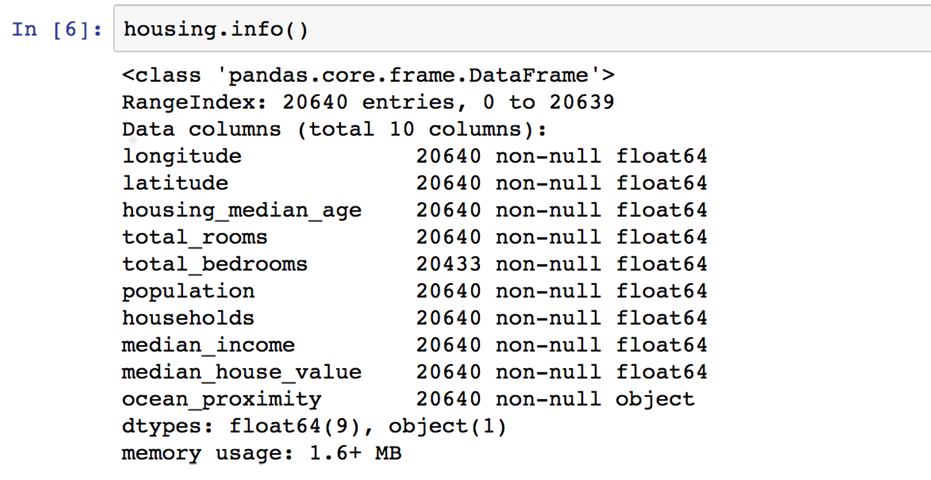 In [6]: housing.info()
<class 'pandas.core.frame.DataFrame'>
RangeIndex: 20640 entries, 0 to 20639
Data columns (total 10 columns):
longitude 20640 non-null float64
latitude 20640 non-null float64
housing_median_age 20640 non-null float64
total_rooms 20640 non-null float64
total_bedrooms 20433 non-null float64
population 20640 non-null float64
households 20640 non-null float64
median_income 20640 non-null float64
median_house_value 20640 non-null float64
ocean_proximity 20640 non-null object
dtypes: float64(9), object(1)
memory usage: 1.6+ MB